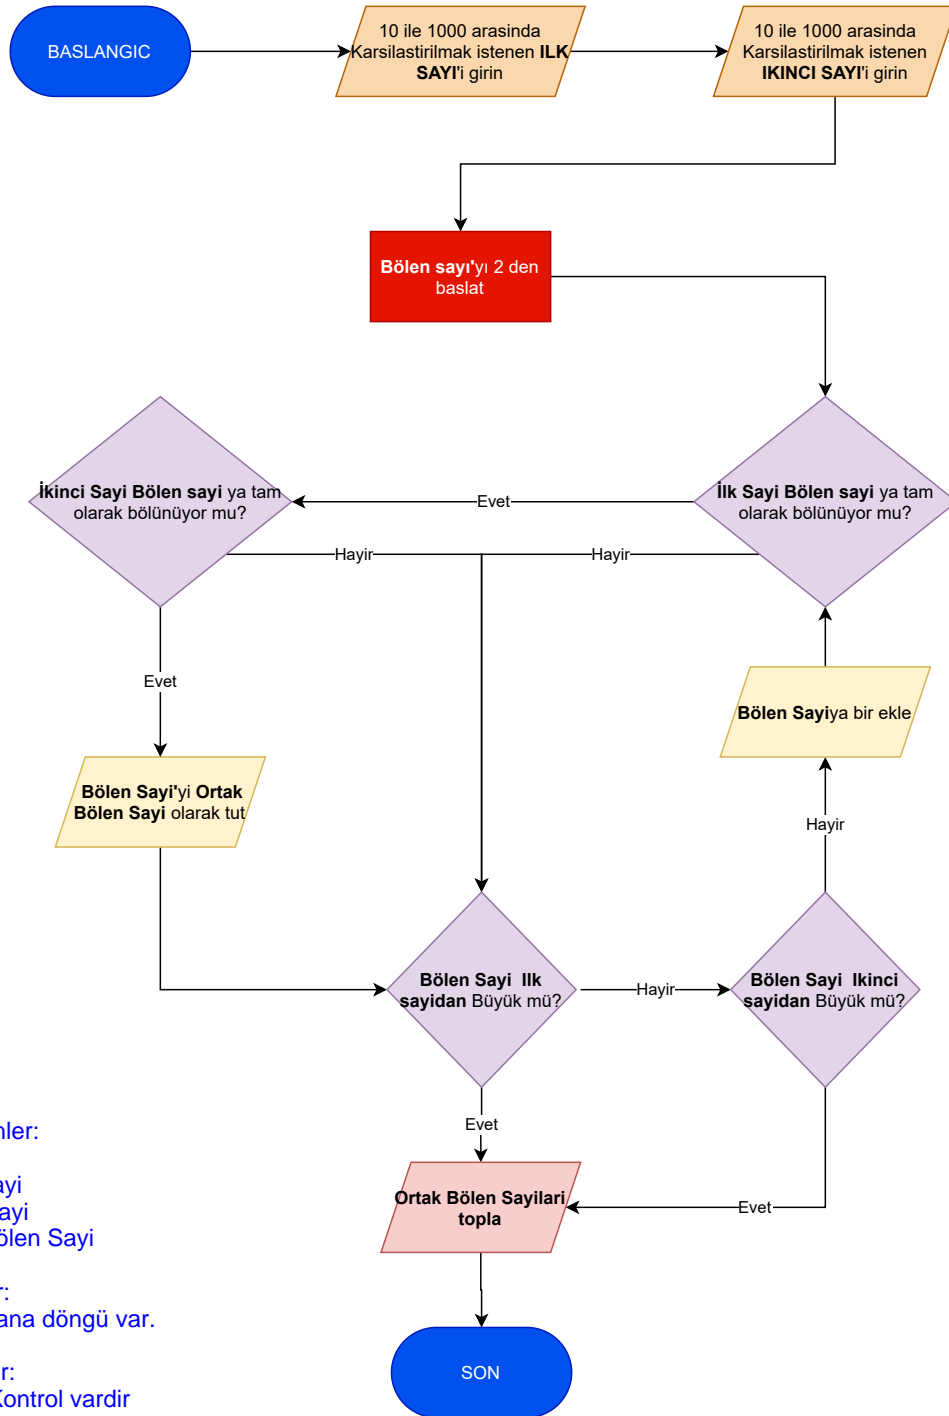 BASLANGIC
10 ile 1000 arasinda
Karsilastirilmak istenen ILK
SAYI'i girin
10 ile 1000 arasinda
Karsilastirilmak istenen
IKINCI SAYI'i girin
Bölen sayı'yı 2 den
baslat
İkinci Sayi Bölen sayi ya tam
olarak bölünüyor mu?
Evet
İlk Sayi Bölen sayi ya tam
olarak bölünüyor mu?
Hayir
Hayir
Evet
Bölen Sayiya bir ekle
Bölen Sayi'yi Ortak
Bölen Sayi olarak tut
Hayir
Bölen Sayi Ilk
sayidan Büyük mü?
Hayir
Bölen Sayi Ikinci
sayidan Büyük mü?
Evet
Ortak Bölen Sayilari
topla
Evet
SON
nler:
ayi
ayi
ölen Sayi
r:
ana döngü var.
r:
Kontrol vardir